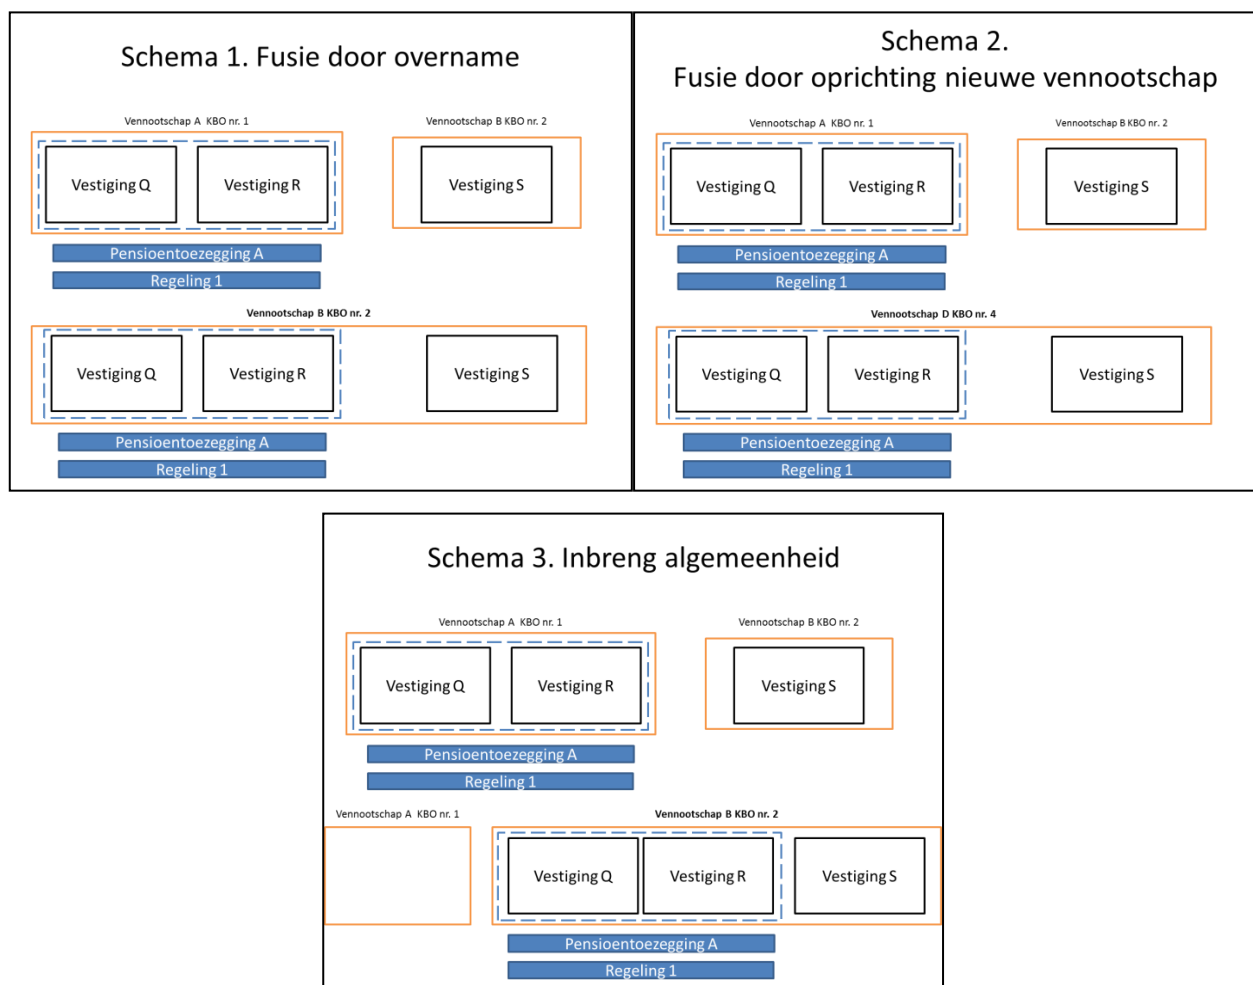 Schema 1. Fusie door overname
Vennootschap A KBO nr. 1
Vennootschap B KBO nr. 2
Vestiging Q
Vestiging R
Vestiging S
Pensioentoezegging A
Regeling 1
Vennootschap B KBO nr. 2
Vestiging Q
Vestiging R
Vestiging S
Pensioentoezegging A
Regeling 1
Schema 2.
Fusie door oprichting nieuwe vennootschap
Vennootschap A KBO nr. 1
Vennootschap B KBO nr. 2
Vestiging Q
Vestiging R
Vestiging S
Pensioentoezegging A
Regeling 1
Vennootschap D KBO nr. 4
Vestiging Q
Vestiging R
Vestiging S
Pensioentoezegging A
Regeling 1
Schema 3. Inbreng algemeenheid
Vennootschap A KBO nr. 1
Vennootschap B KBO nr. 2
Vestiging Q
Vestiging R
Vestiging S
Pensioentoezegging A
Regeling 1
Vennootschap A KBO nr. 1
Vennootschap B KBO nr. 2
Vestiging Q
Vestiging R
Vestiging S
Pensioentoezegging A
Regeling 1